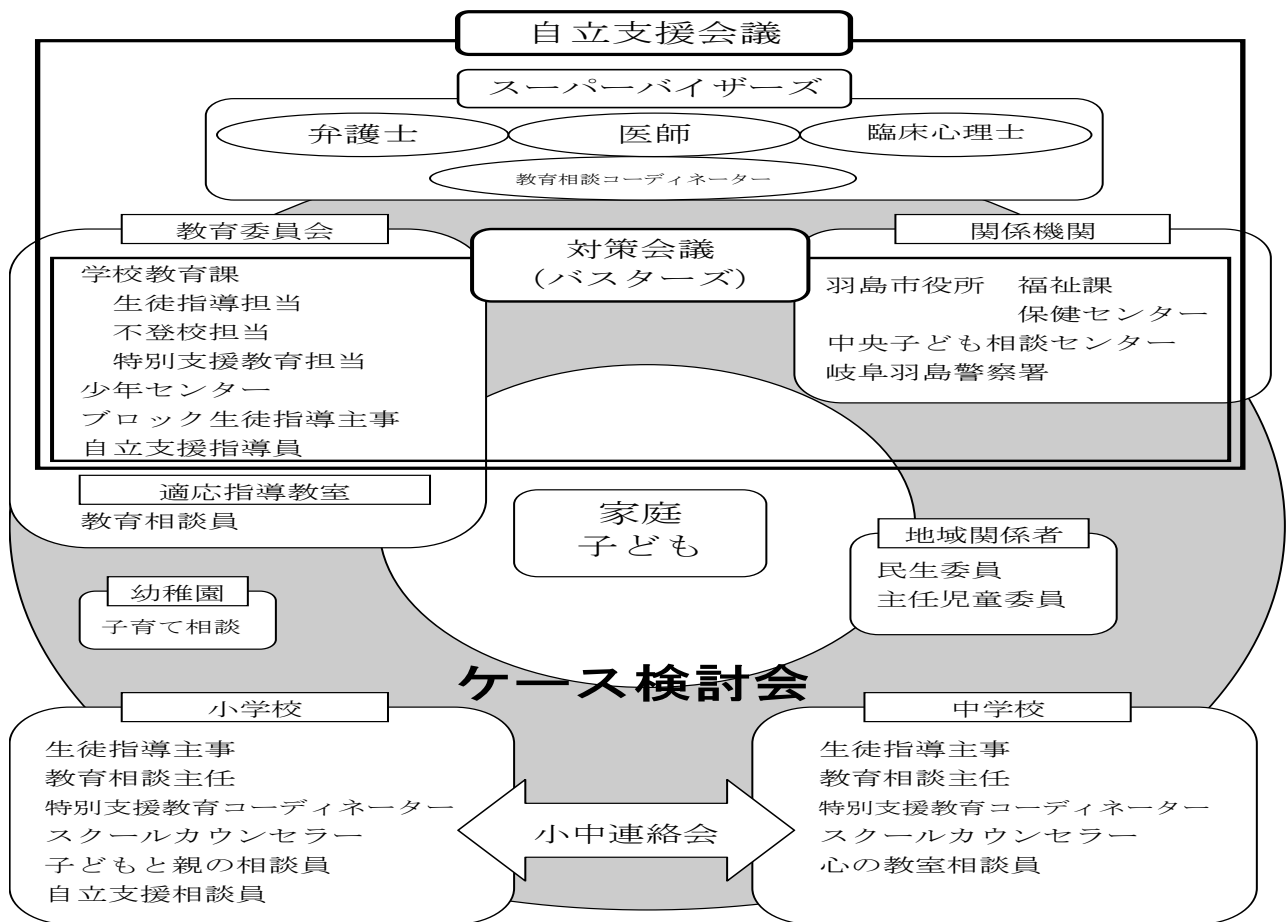 自立支援会議
スーパーバイザーズ
弁護士
医師
臨床心理士
教育相談コーディネーター
教育委員会
学校教育課
生徒指導担当
不登校担当
特別支援教育担当
少年センター
ブロック生徒指導主事
自立支援指導員
適応指導教室
教育相談員
対策会議
(バスターズ)
関係機関
羽島市役所　福祉課
保健センター
中央子ども相談センター
岐阜羽島警察署
家庭
子ども
地域関係者
民生委員
主任児童委員
幼稚園
子育て相談
ケース検討会
小学校
生徒指導主事
教育相談主任
特別支援教育コーディネーター
スクールカウンセラー
子どもと親の相談員
自立支援相談員
小中連絡会
中学校
生徒指導主事
教育相談主任
特別支援教育コーディネーター
スクールカウンセラー
心の教室相談員